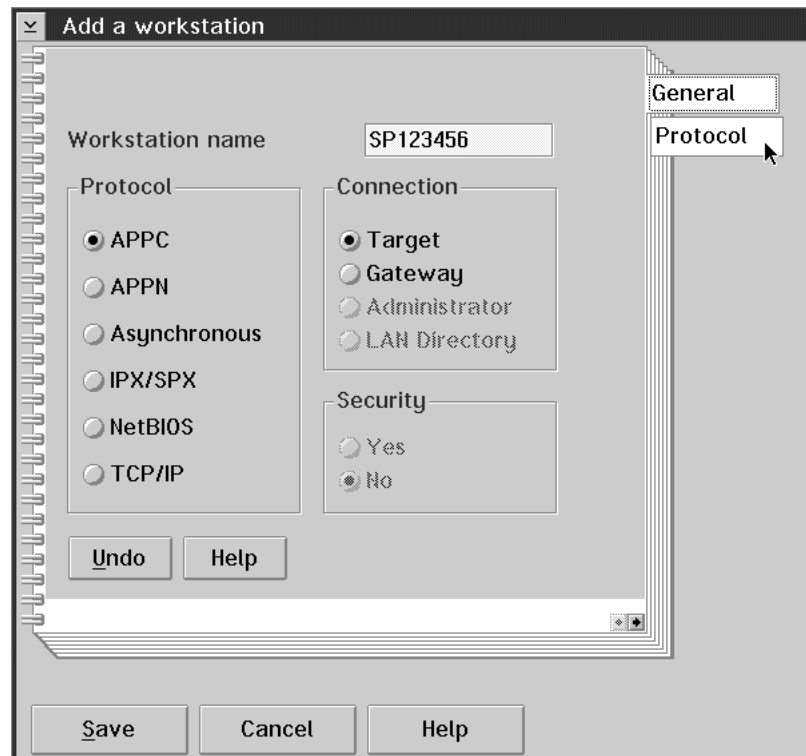 Add a workstation
General
Protocol
Workstation name SP123456
Protocol
APPC
APPN
Asynchronous
IPX/SPX
NetBIOS
TCP/IP
Connection
Target
Gateway
Administrator
LAN Directory
Security
Yes
No
Undo Help
Save Cancel Help